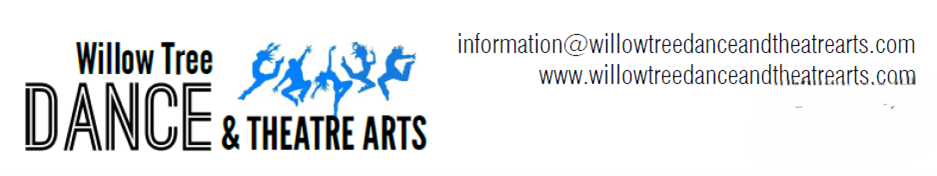 Willow Tree
DANCE & THEATRE ARTS
information@willowtreedanceandtheatrearts.com
www.willowtreedanceandtheatrearts.com